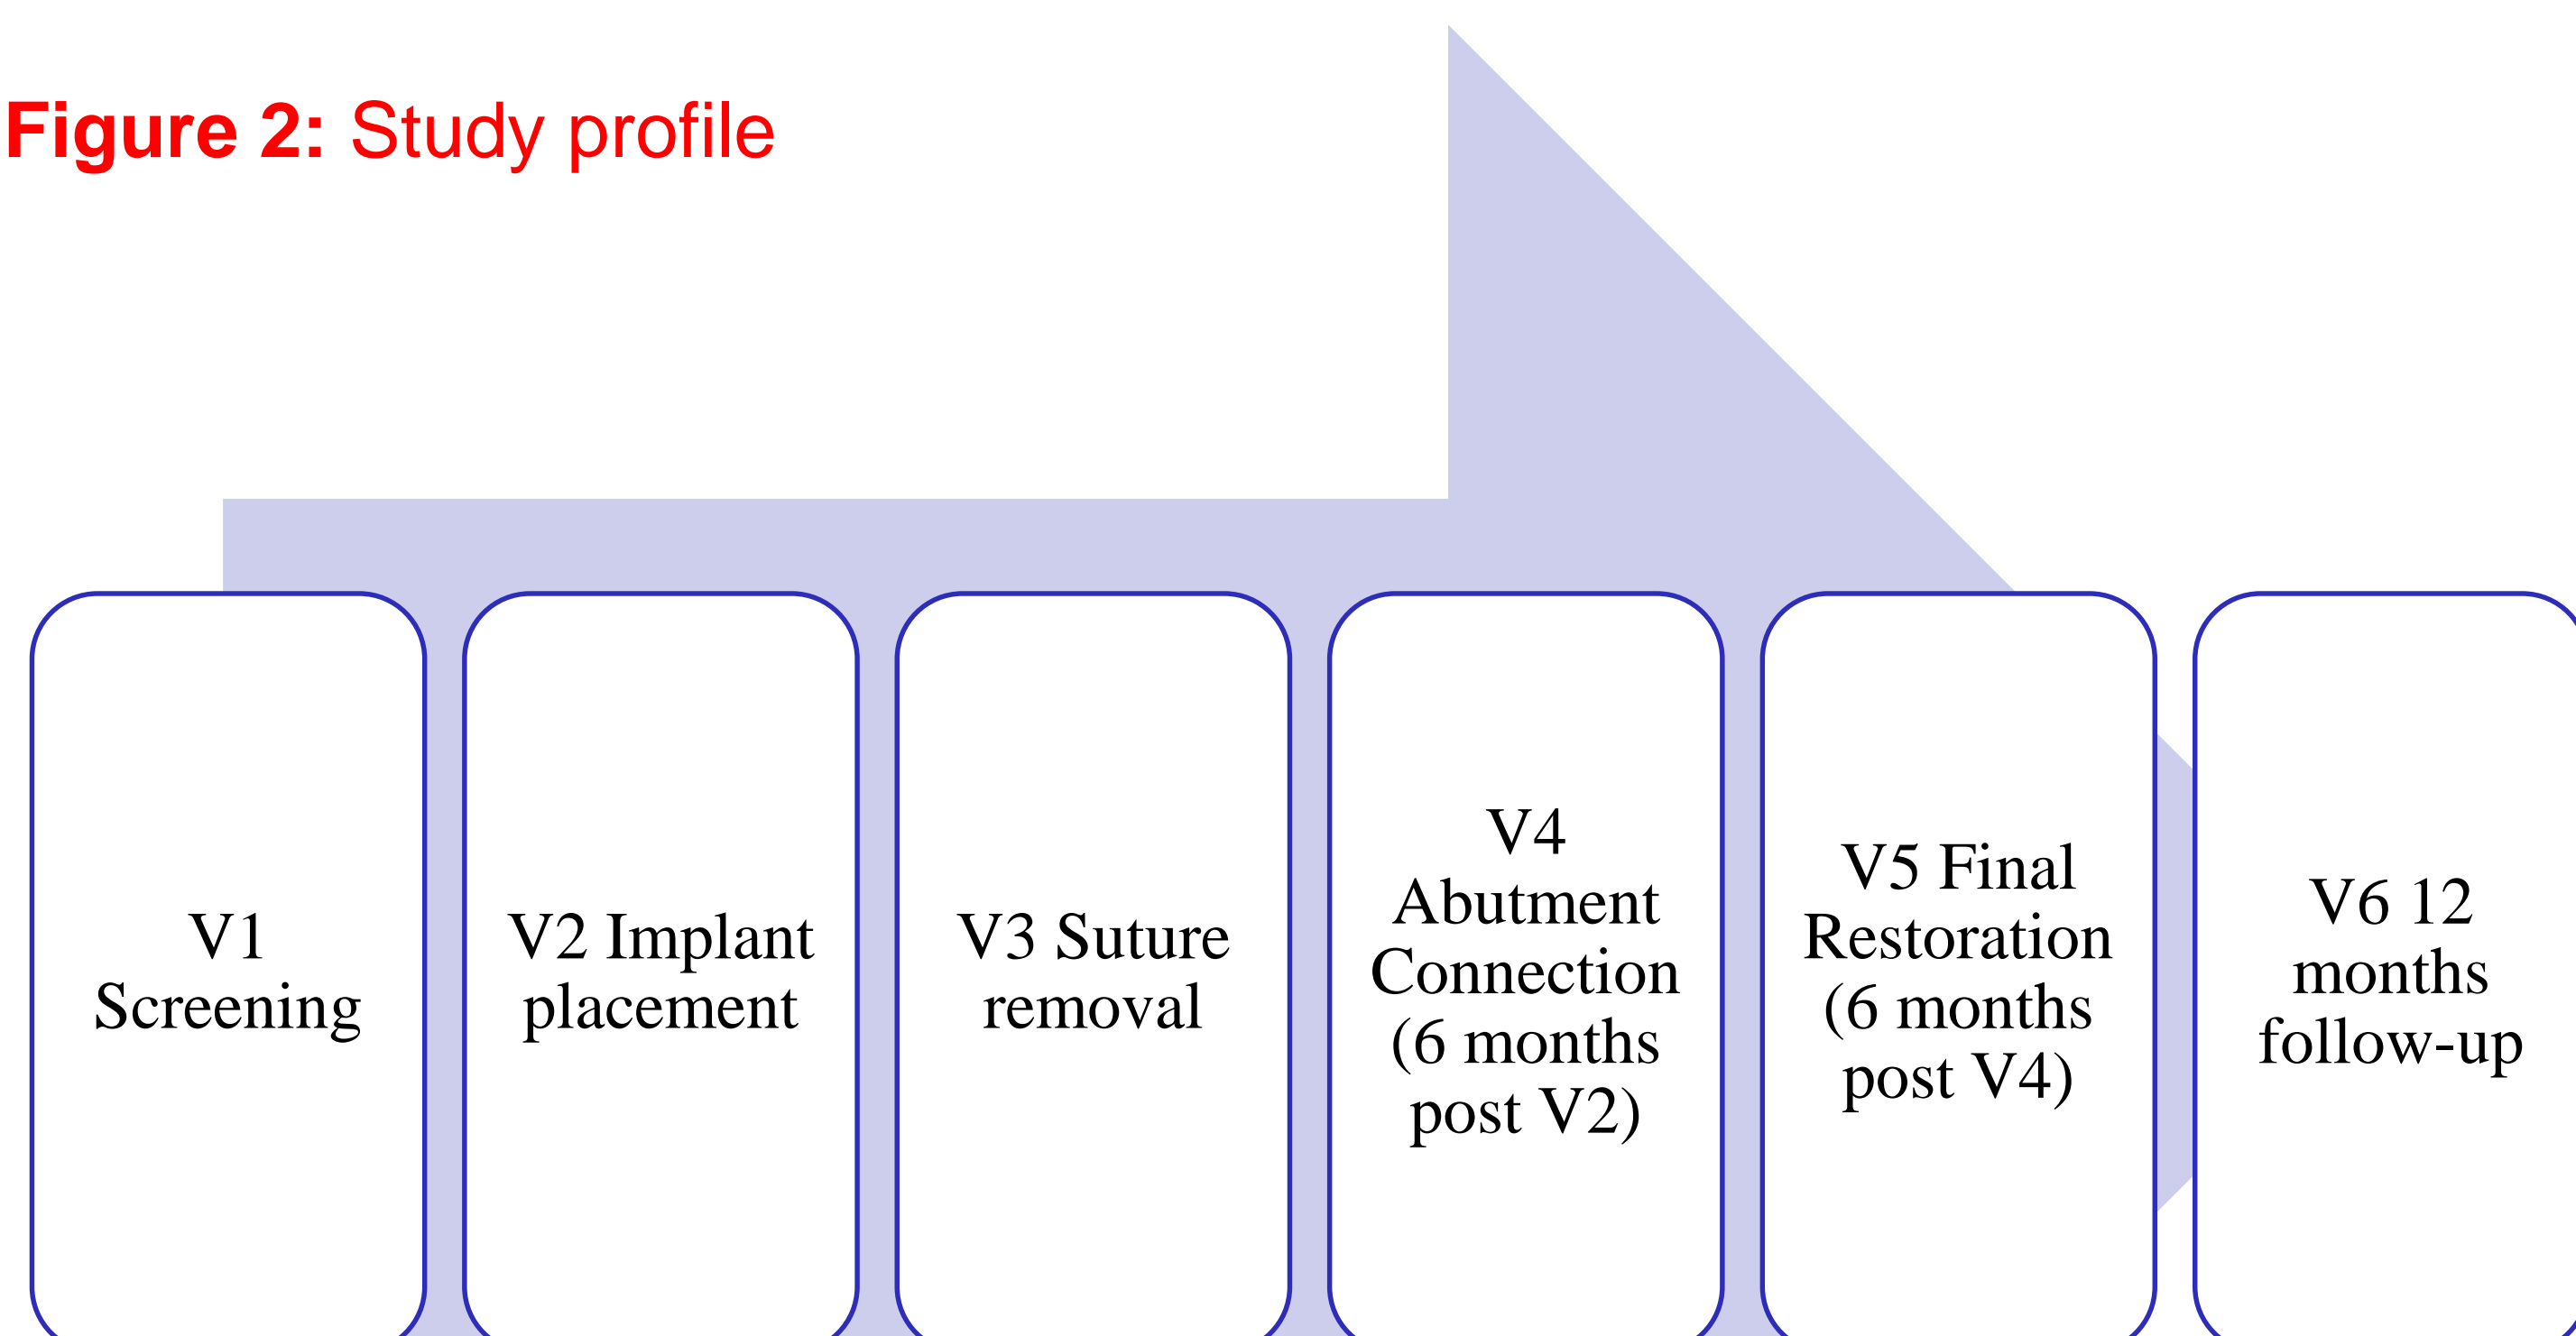 Figure 2: Study profile
V1
Screening
V2 Implant
placement
V3 Suture
removal
V4
Abutment
Connection
(6 months
post V2)
V5 Final
Restoration
(6 months
post V4)
V6 12
months
follow-up